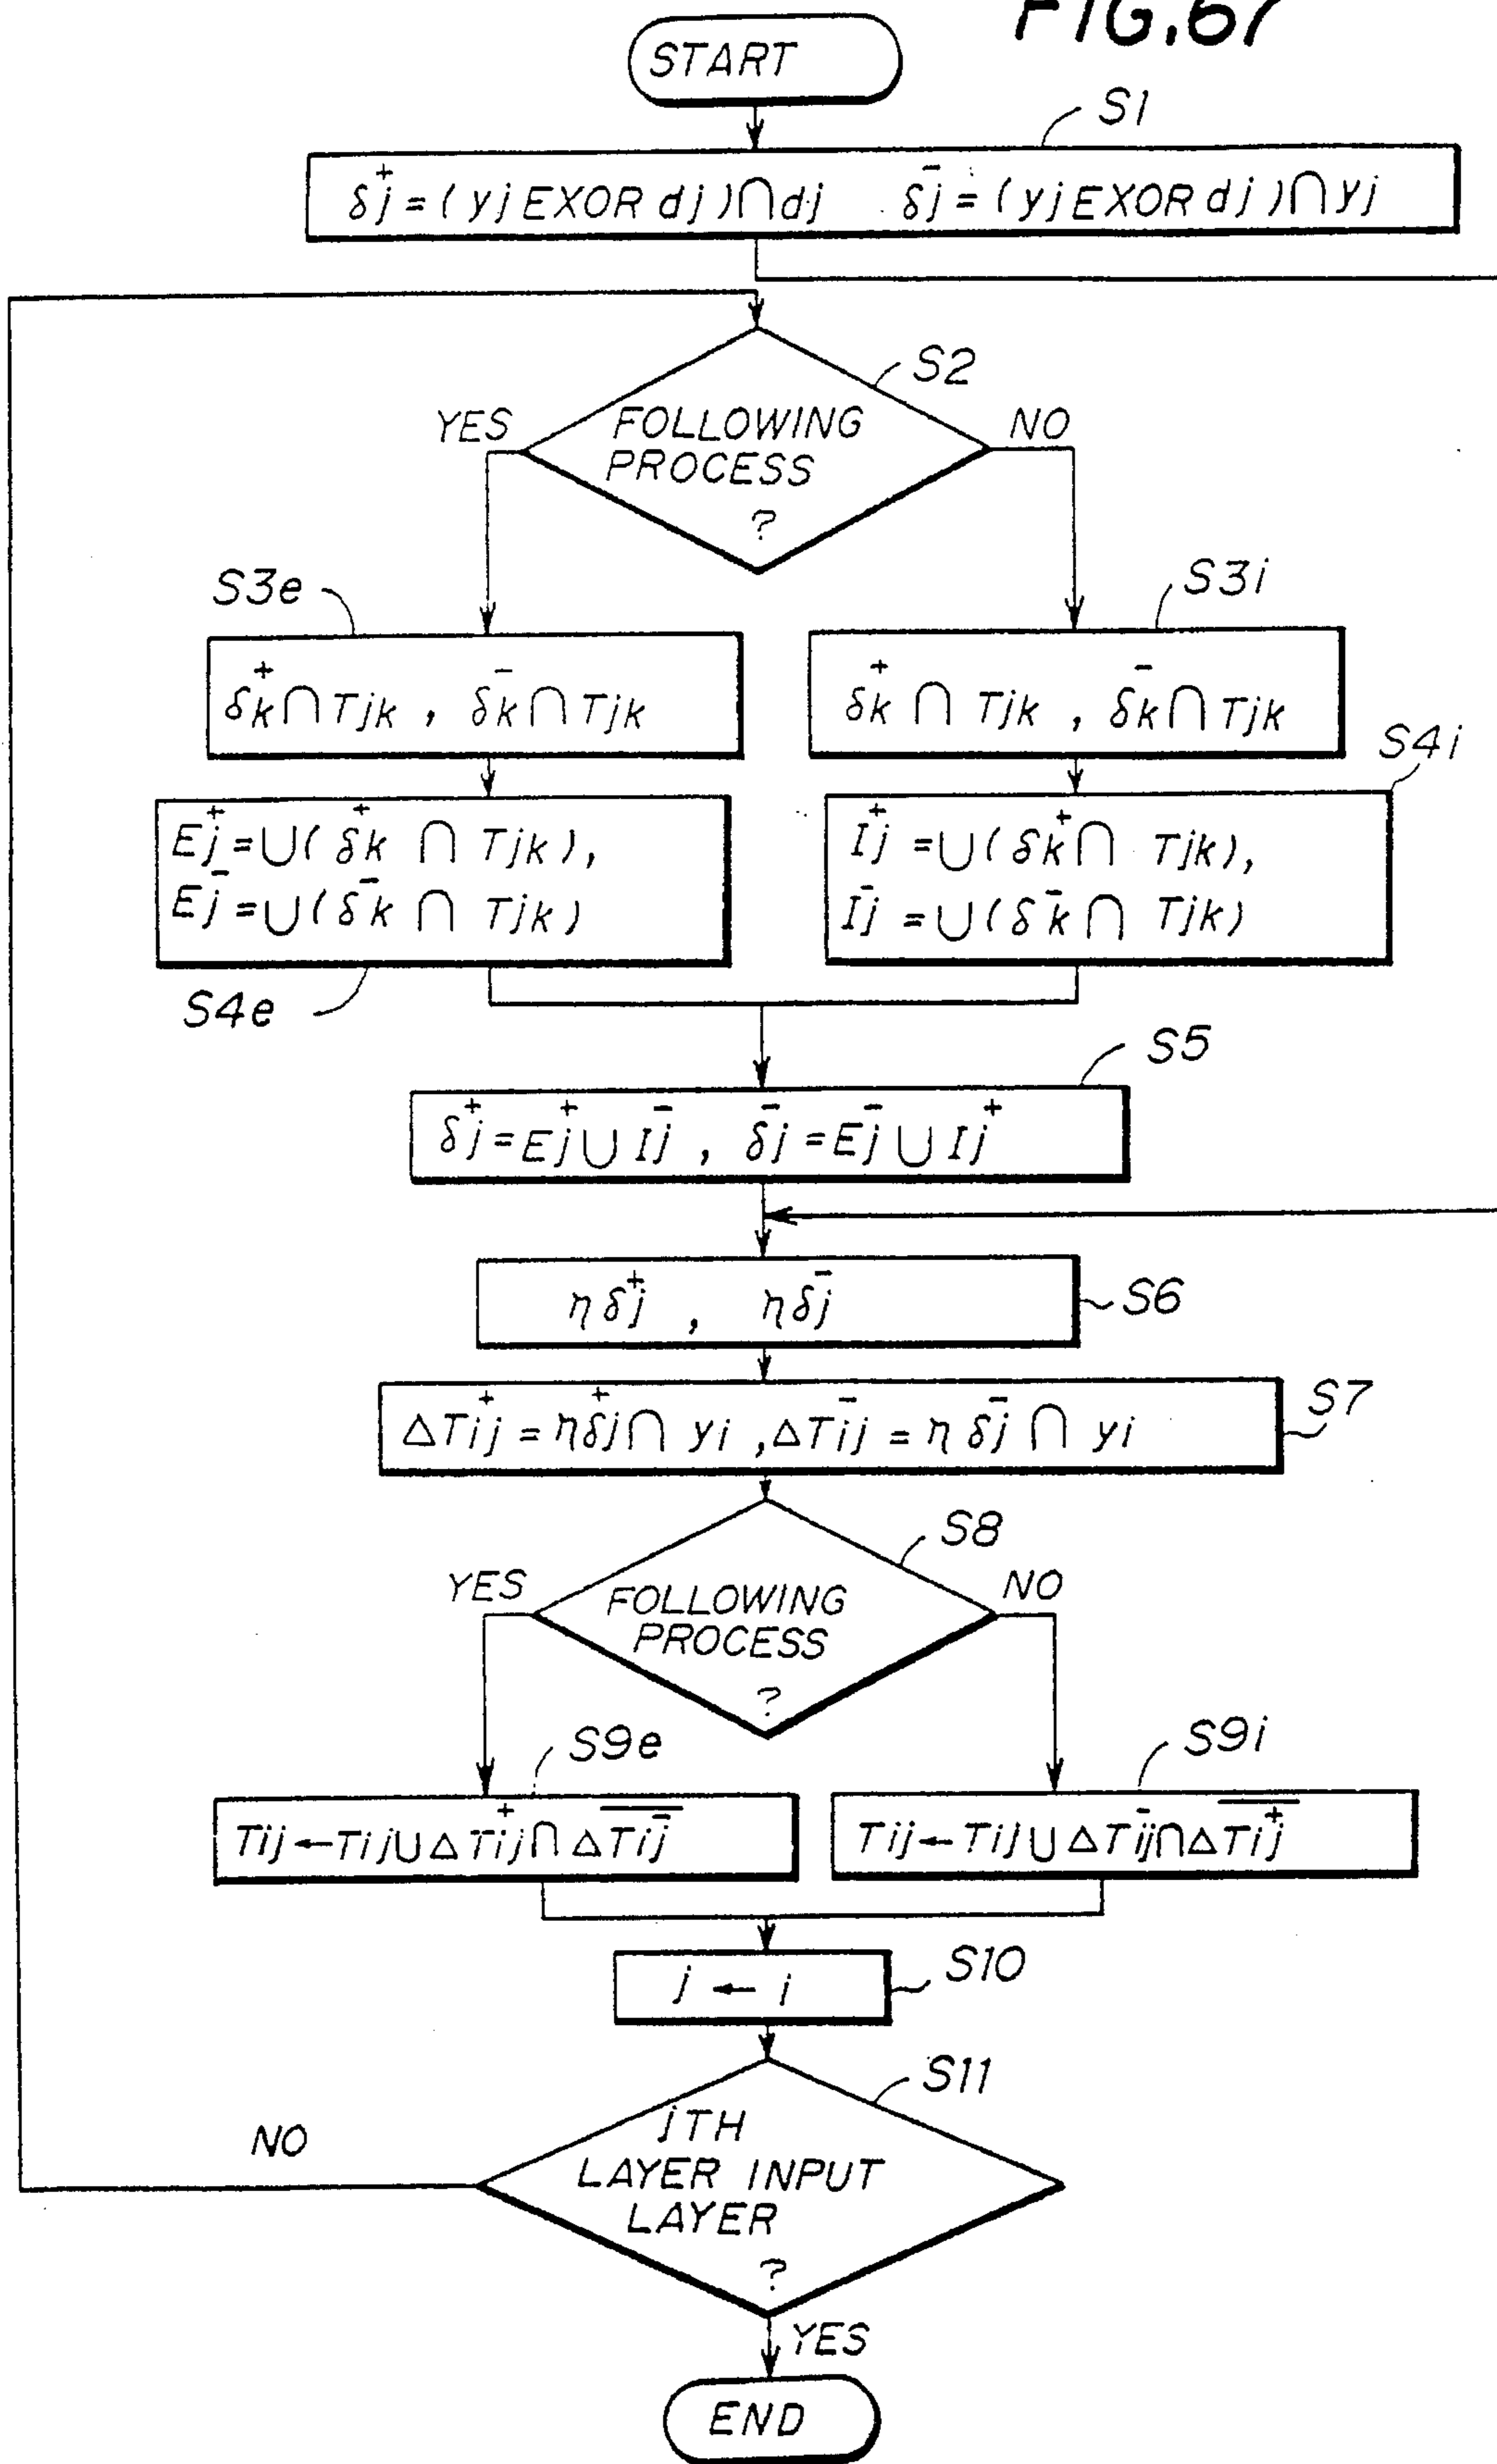 FIG.67
START
S1
δj⁺=(yj EXOR dj)∩dj δj⁻=(yj EXOR dj)∩yj
S2
YES
FOLLOWING
PROCESS
?
NO
S3e
S3i
δk⁺∩Tjk , δk⁻∩Tjk
δk⁺ ∩ Tjk , δk⁻∩Tjk
S4i
Ej⁺=∪(δk⁺ ∩ Tjk),
Ej⁻=∪(δk⁻ ∩ Tjk)
Ij⁺ =∪(δk⁺∩ Tjk),
Ij⁻ =∪(δk⁻∩ Tjk)
S4e
S5
δj⁺=Ej⁺∪Ij⁻ , δj⁻=Ej⁻∪Ij⁺
ηδj⁺ , ηδj⁻
S6
ΔTij⁺=ηδj⁺∩ yi ,ΔTij⁻=ηδj⁻∩ yi
S7
S8
YES
FOLLOWING
PROCESS
?
NO
S9e
S9i
Tij←Tij∪ΔTij⁺∩Δ‾Tij⁻‾
Tij←Tij∪ΔTij⁻∩Δ‾Tij⁺‾
j ← i
S10
S11
NO
jTH
LAYER INPUT
LAYER
?
YES
END